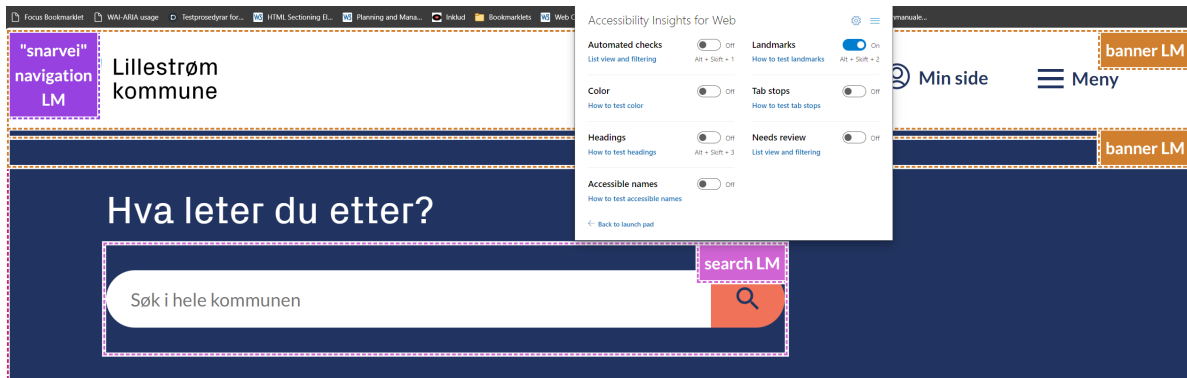 Focus Bookmarklet WAI-ARIA usage Testprosedyrar for... HTML Sectioning El... Planning and Mana... Inklud Bookmarklets Web C
"snarvei"
navigation
LM
Lillestrøm
kommune
Accessibility Insights for Web
Automated checks Off
List view and filtering Alt + Skift + 1
Landmarks On
How to test landmarks Alt + Skift + 2
Color Off
How to test color
Tab stops Off
How to test tab stops
Headings Off
How to test headings Alt + Skift + 3
Needs review Off
List view and filtering
Accessible names Off
How to test accessible names
Back to launch pad
nmanuale...
banner LM
Min side
Meny
banner LM
Hva leter du etter?
search LM
Søk i hele kommunen